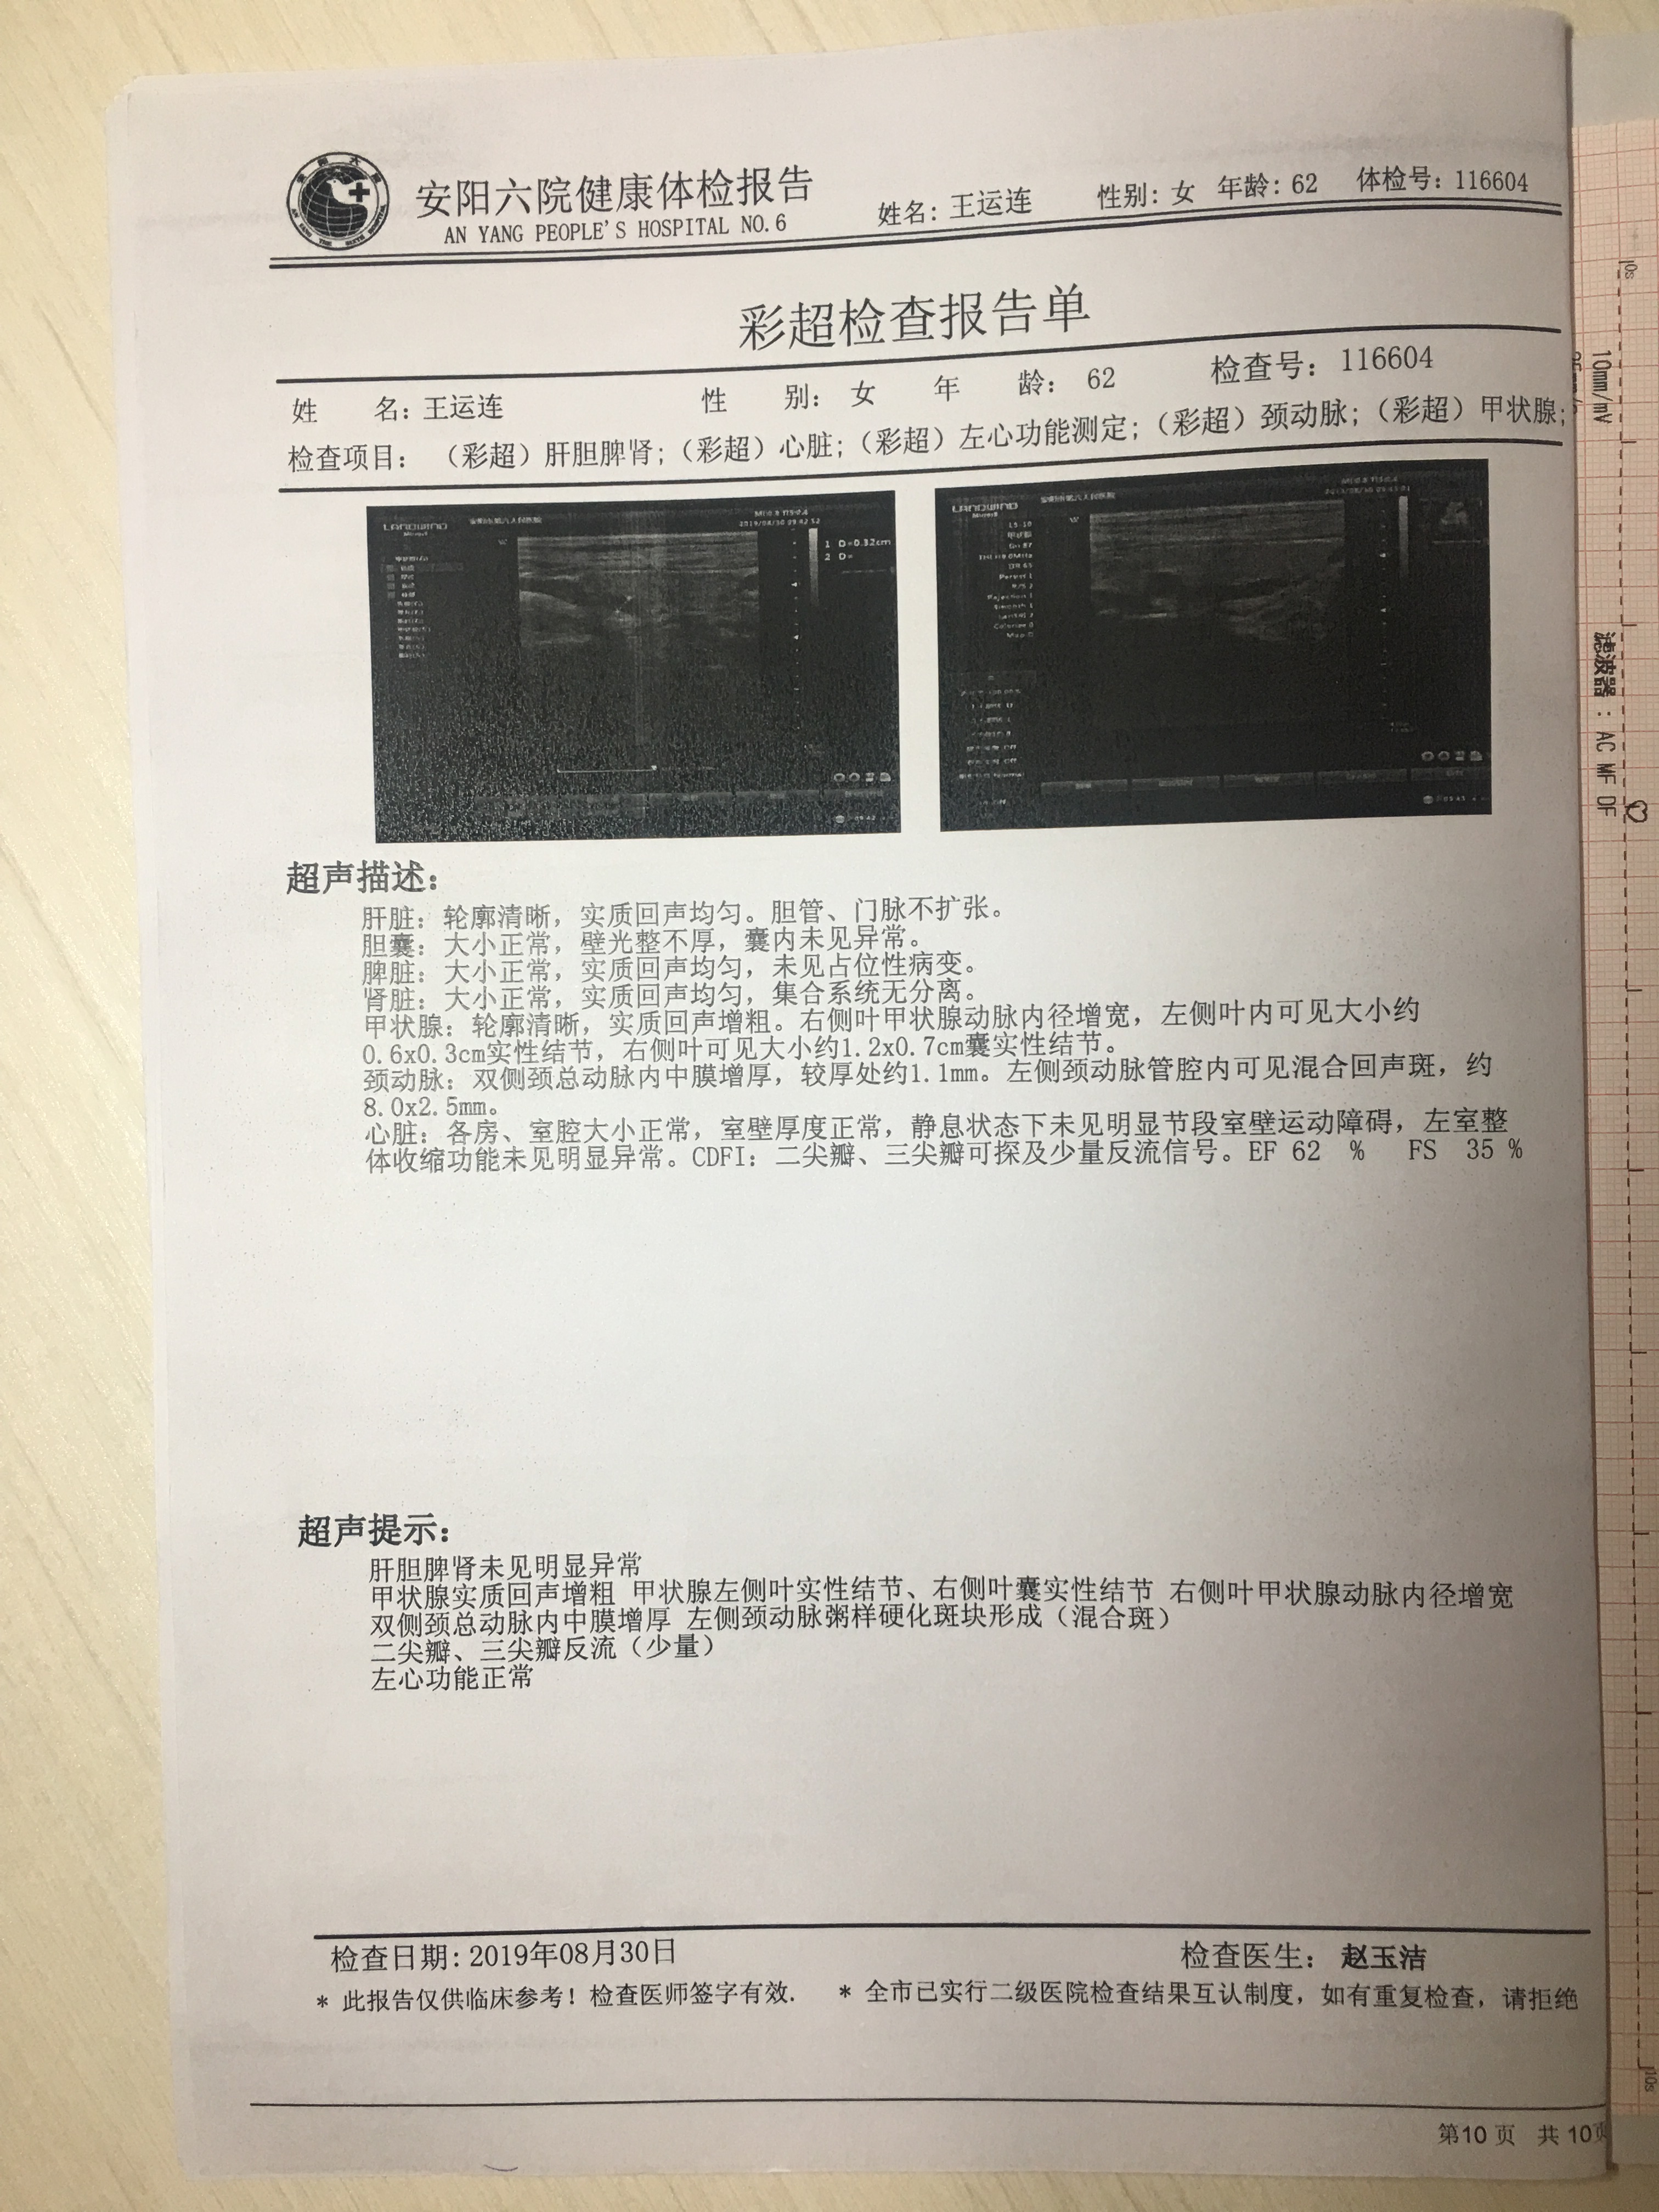 安阳六院健康体检报告
AN YANG PEOPLE'S HOSPITAL NO.6
姓名: 王运连 性别: 女 年龄: 62 体检号: 116604
彩超检查报告单
姓 名: 王运连 性 别: 女 年 龄: 62 检查号: 116604
检查项目: （彩超）肝胆脾肾;（彩超）心脏;（彩超）左心功能测定;（彩超）颈动脉;（彩超）甲状腺;
LANDWIND
2019/08/30 09:42:52
1 D=0.32cm
2 D=
LANDWIND
超声描述:
肝脏: 轮廓清晰, 实质回声均匀。胆管、门脉不扩张。
胆囊: 大小正常, 壁光整不厚, 囊内未见异常。
脾脏: 大小正常, 实质回声均匀, 未见占位性病变。
肾脏: 大小正常, 实质回声均匀, 集合系统无分离。
甲状腺: 轮廓清晰, 实质回声增粗。右侧叶甲状腺动脉内径增宽, 左侧叶内可见大小约
0.6x0.3cm实性结节, 右侧叶可见大小约1.2x0.7cm囊实性结节。
颈动脉: 双侧颈总动脉内中膜增厚, 较厚处约1.1mm。左侧颈动脉管腔内可见混合回声斑, 约
8.0x2.5mm。
心脏: 各房、室腔大小正常, 室壁厚度正常, 静息状态下未见明显节段室壁运动障碍, 左室整
体收缩功能未见明显异常。CDFI: 二尖瓣、三尖瓣可探及少量反流信号。EF 62 % FS 35 %
超声提示:
肝胆脾肾未见明显异常
甲状腺实质回声增粗 甲状腺左侧叶实性结节、右侧叶囊实性结节 右侧叶甲状腺动脉内径增宽
双侧颈总动脉内中膜增厚 左侧颈动脉粥样硬化斑块形成（混合斑）
二尖瓣、三尖瓣反流（少量）
左心功能正常
检查日期: 2019年08月30日 检查医生: 赵玉洁
* 此报告仅供临床参考! 检查医师签字有效. * 全市已实行二级医院检查结果互认制度, 如有重复检查, 请拒绝
第10 页 共 10页
10s
10mm/mV
滤波器: AC MF DF
10s